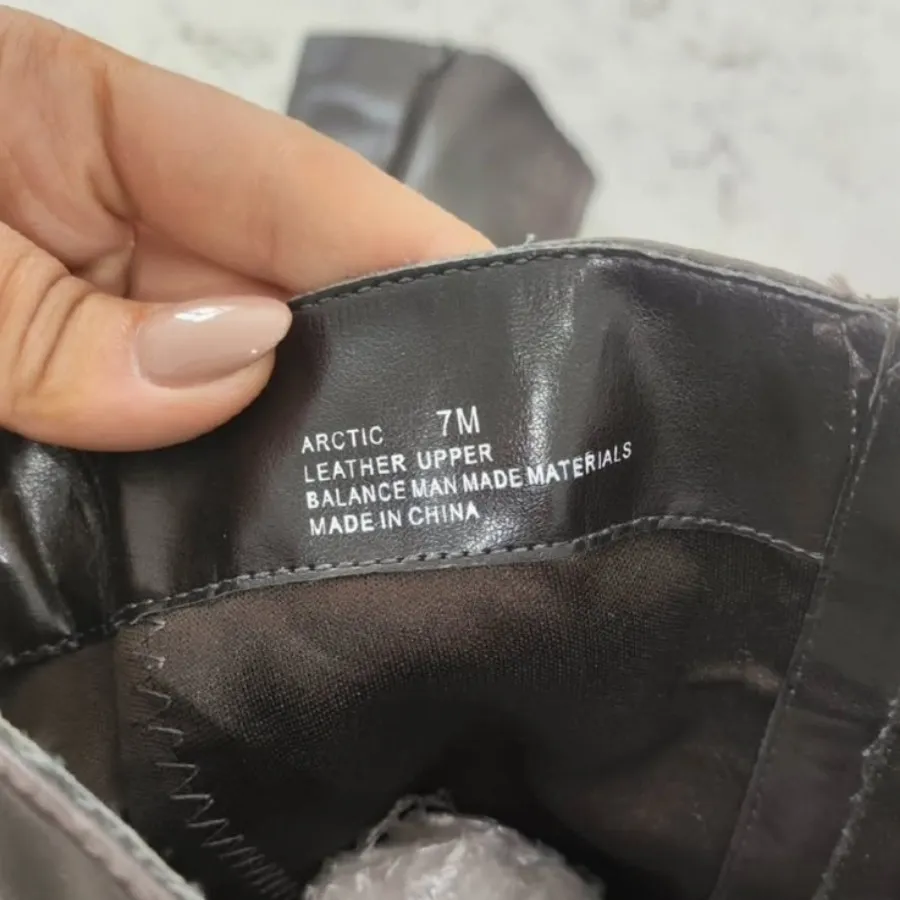 ARCTIC 7M
LEATHER UPPER
BALANCE MAN MADE MATERIALS
MADE IN CHINA